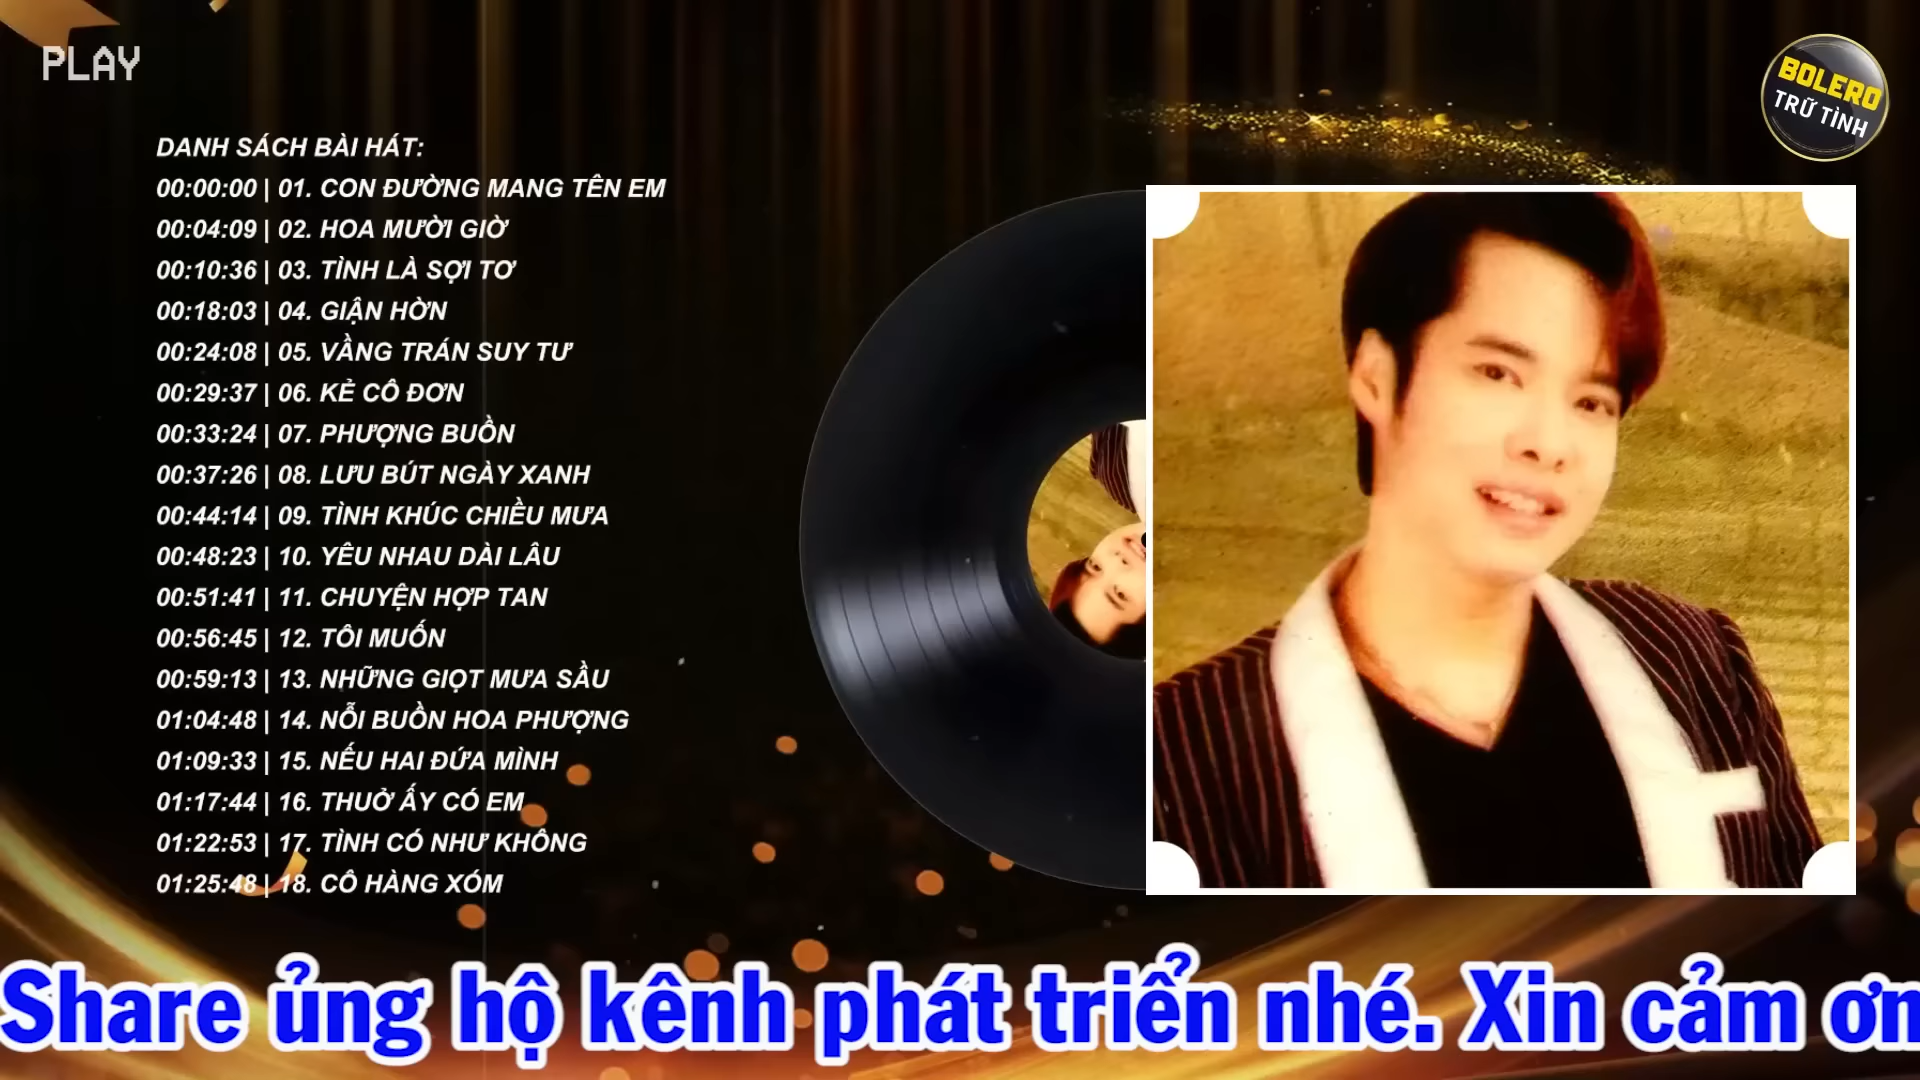 PLAY
BOLERO
TRỮ TÌNH
DANH SÁCH BÀI HÁT:
00:00:00 | 01. CON ĐƯỜNG MANG TÊN EM
00:04:09 | 02. HOA MƯỜI GIỜ
00:10:36 | 03. TÌNH LÀ SỢI TƠ
00:18:03 | 04. GIẬN HỜN
00:24:08 | 05. VẦNG TRÁN SUY TƯ
00:29:37 | 06. KẺ CÔ ĐƠN
00:33:24 | 07. PHƯỢNG BUỒN
00:37:26 | 08. LƯU BÚT NGÀY XANH
00:44:14 | 09. TÌNH KHÚC CHIỀU MƯA
00:48:23 | 10. YÊU NHAU DÀI LÂU
00:51:41 | 11. CHUYỆN HỢP TAN
00:56:45 | 12. TÔI MUỐN
00:59:13 | 13. NHỮNG GIỌT MƯA SẦU
01:04:48 | 14. NỖI BUỒN HOA PHƯỢNG
01:09:33 | 15. NẾU HAI ĐỨA MÌNH
01:17:44 | 16. THUỞ ẤY CÓ EM
01:22:53 | 17. TÌNH CÓ NHƯ KHÔNG
01:25:48 | 18. CÔ HÀNG XÓM
Share ủng hộ kênh phát triển nhé. Xin cảm ơn